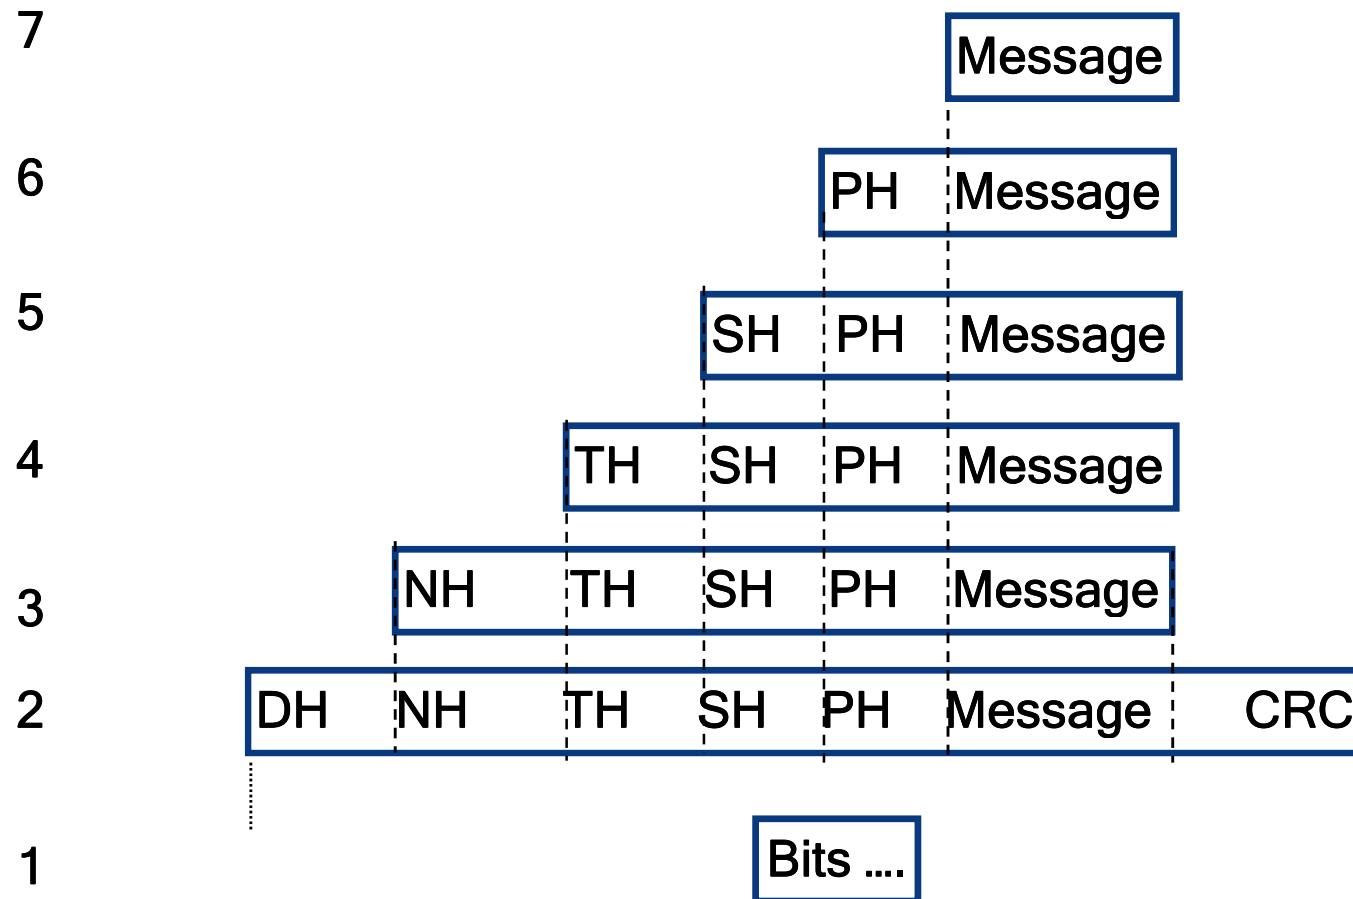 7 Message
6 PH Message
5 SH PH Message
4 TH SH PH Message
3 NH TH SH PH Message
2 DH NH TH SH PH Message CRC
1 Bits ....